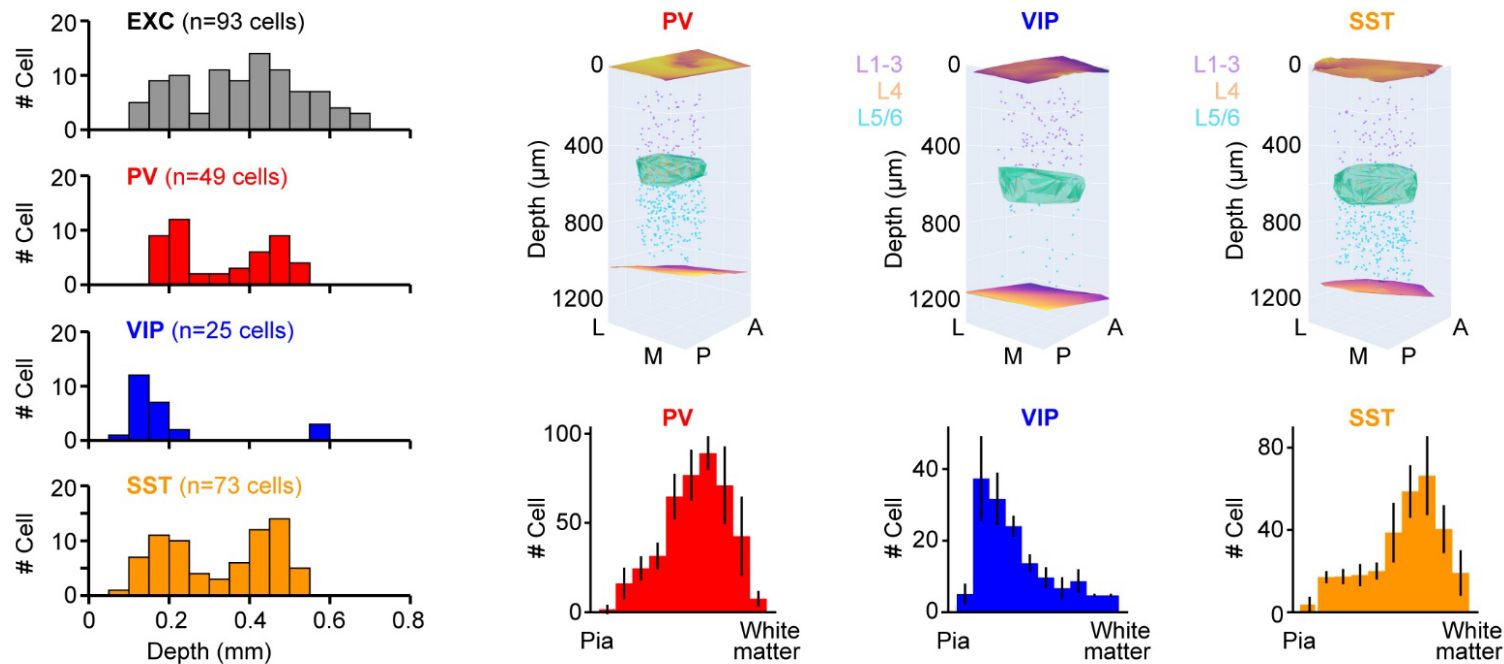 EXC (n=93 cells)
20
10
0
# Cell
PV (n=49 cells)
20
10
0
# Cell
VIP (n=25 cells)
20
10
0
# Cell
SST (n=73 cells)
20
10
0
# Cell
0 0.2 0.4 0.6 0.8
Depth (mm)
PV
0
400
800
1200
Depth (µm)
L M P A
L1-3
L4
L5/6
VIP
0
400
800
1200
Depth (µm)
L M P A
L1-3
L4
L5/6
SST
0
400
800
1200
Depth (µm)
L M P A
PV
100
50
0
# Cell
Pia White
matter
VIP
40
20
0
# Cell
Pia White
matter
SST
80
40
0
# Cell
Pia White
matter